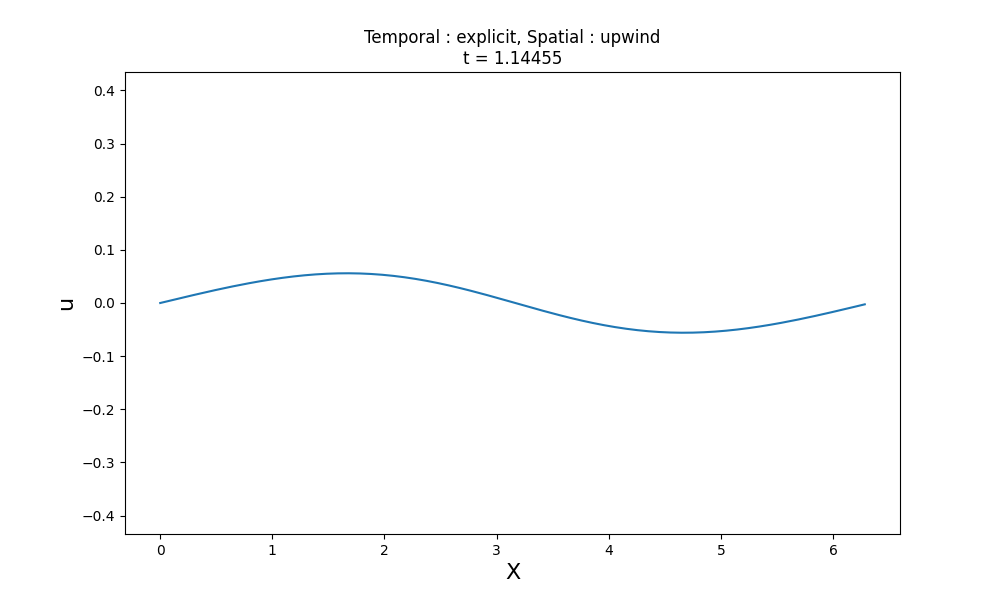 Temporal : explicit, Spatial : upwind
t = 1.14455
0.4
0.3
0.2
0.1
0.0
−0.1
−0.2
−0.3
−0.4
u
0 1 2 3 4 5 6
X